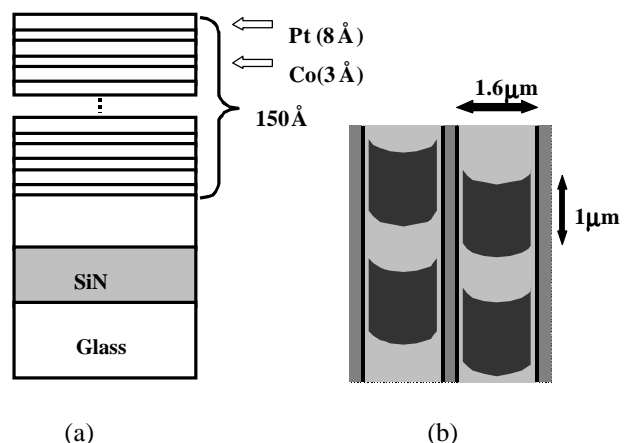 Pt (8Å)
Co(3Å)
150Å
SiN
Glass
(a)
1.6μm
1μm
(b)